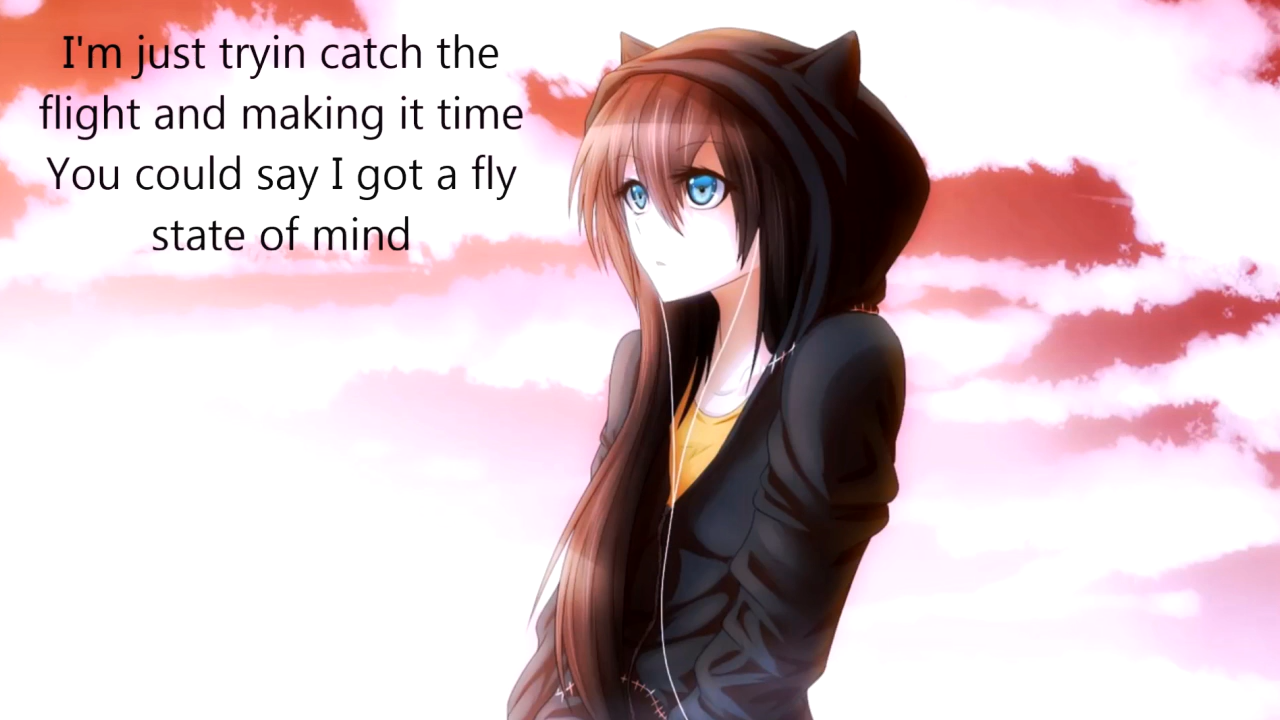 I'm just tryin catch the
flight and making it time
You could say I got a fly
state of mind